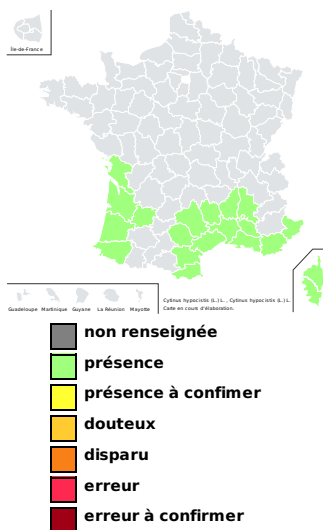 Île-de-France
Guadeloupe Martinique Guyane La Réunion Mayotte
Cytinus hypocistis (L.) L. , Cytinus hypocistis (L.) L.
Carte en cours d'élaboration.
non renseignée
présence
présence à confimer
douteux
disparu
erreur
erreur à confirmer